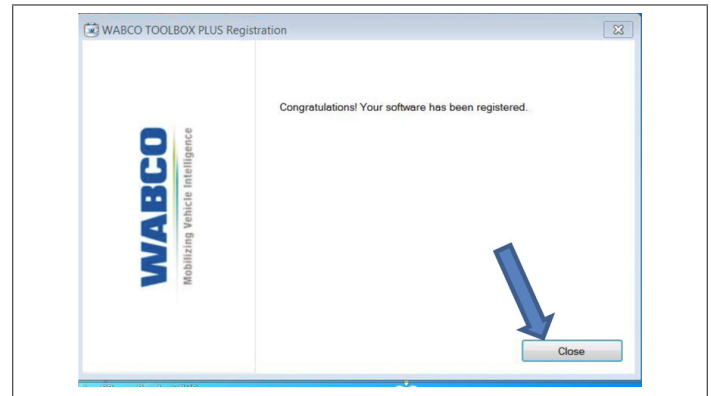 WABCO TOOLBOX PLUS Registration
Congratulations! Your software has been registered.
WABCO
Mobilizing Vehicle Intelligence
Close